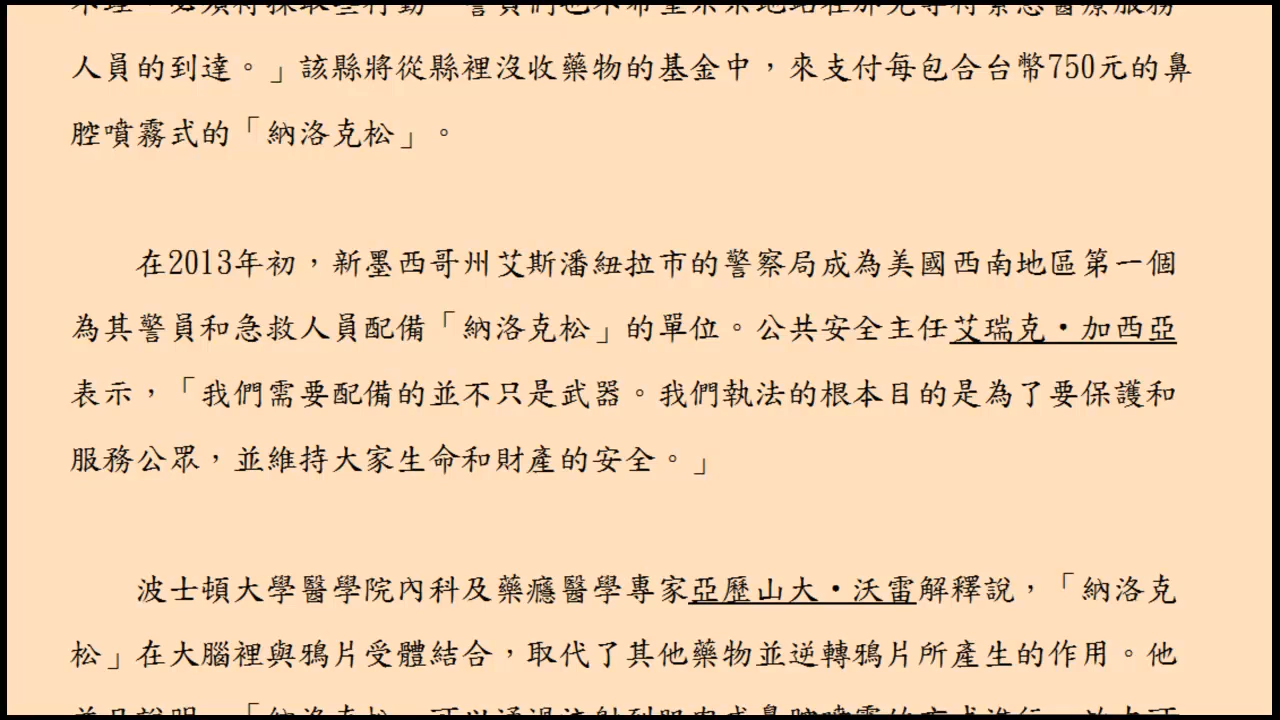 人員的到達。」該縣將從縣裡沒收藥物的基金中，來支付每包合台幣750元的鼻
腔噴霧式的「納洛克松」。
在2013年初，新墨西哥州艾斯潘紐拉市的警察局成為美國西南地區第一個
為其警員和急救人員配備「納洛克松」的單位。公共安全主任艾瑞克・加西亞
表示，「我們需要配備的並不只是武器。我們執法的根本目的是為了要保護和
服務公眾，並維持大家生命和財產的安全。」
波士頓大學醫學院內科及藥癮醫學專家亞歷山大・沃雷解釋說，「納洛克
松」在大腦裡與鴉片受體結合，取代了其他藥物並逆轉鴉片所產生的作用。他